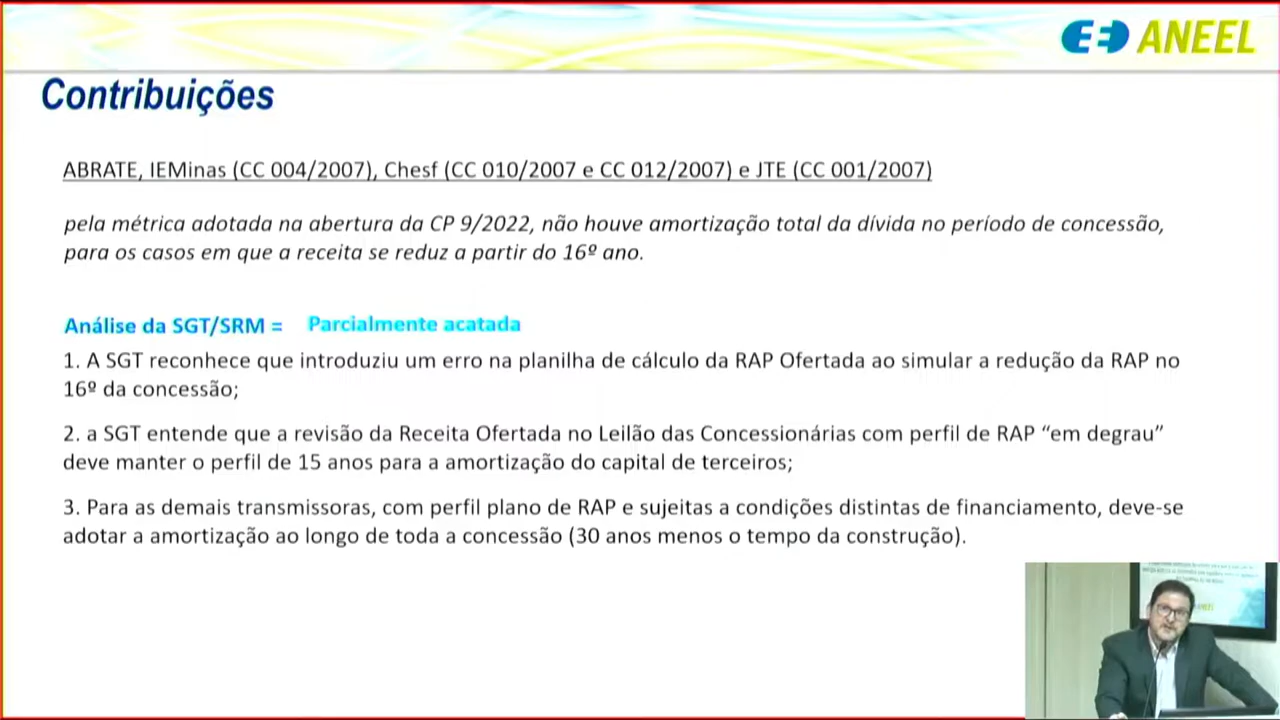 ANEEL
Contribuições
ABRATE, IEMinas (CC 004/2007), Chesf (CC 010/2007 e CC 012/2007) e JTE (CC 001/2007)
pela métrica adotada na abertura da CP 9/2022, não houve amortização total da dívida no período de concessão,
para os casos em que a receita se reduz a partir do 16º ano.
Análise da SGT/SRM = Parcialmente acatada
1. A SGT reconhece que introduziu um erro na planilha de cálculo da RAP Ofertada ao simular a redução da RAP no
16º da concessão;
2. a SGT entende que a revisão da Receita Ofertada no Leilão das Concessionárias com perfil de RAP “em degrau”
deve manter o perfil de 15 anos para a amortização do capital de terceiros;
3. Para as demais transmissoras, com perfil plano de RAP e sujeitas a condições distintas de financiamento, deve-se
adotar a amortização ao longo de toda a concessão (30 anos menos o tempo da construção).